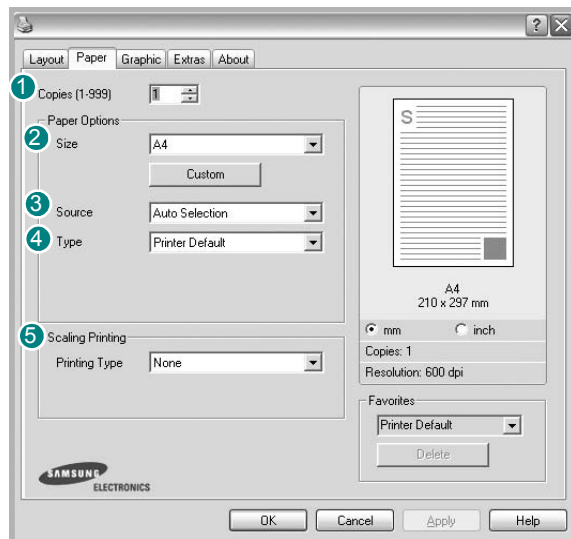 ?
Layout Paper Graphic Extras About
1 Copies (1-999) 1
Paper Options
2 Size A4
Custom
3 Source Auto Selection
4 Type Printer Default
5 Scaling Printing
Printing Type None
S
A4
210 x 297 mm
mm inch
Copies: 1
Resolution: 600 dpi
Favorites
Printer Default
Delete
SAMSUNG
ELECTRONICS
OK Cancel Apply Help